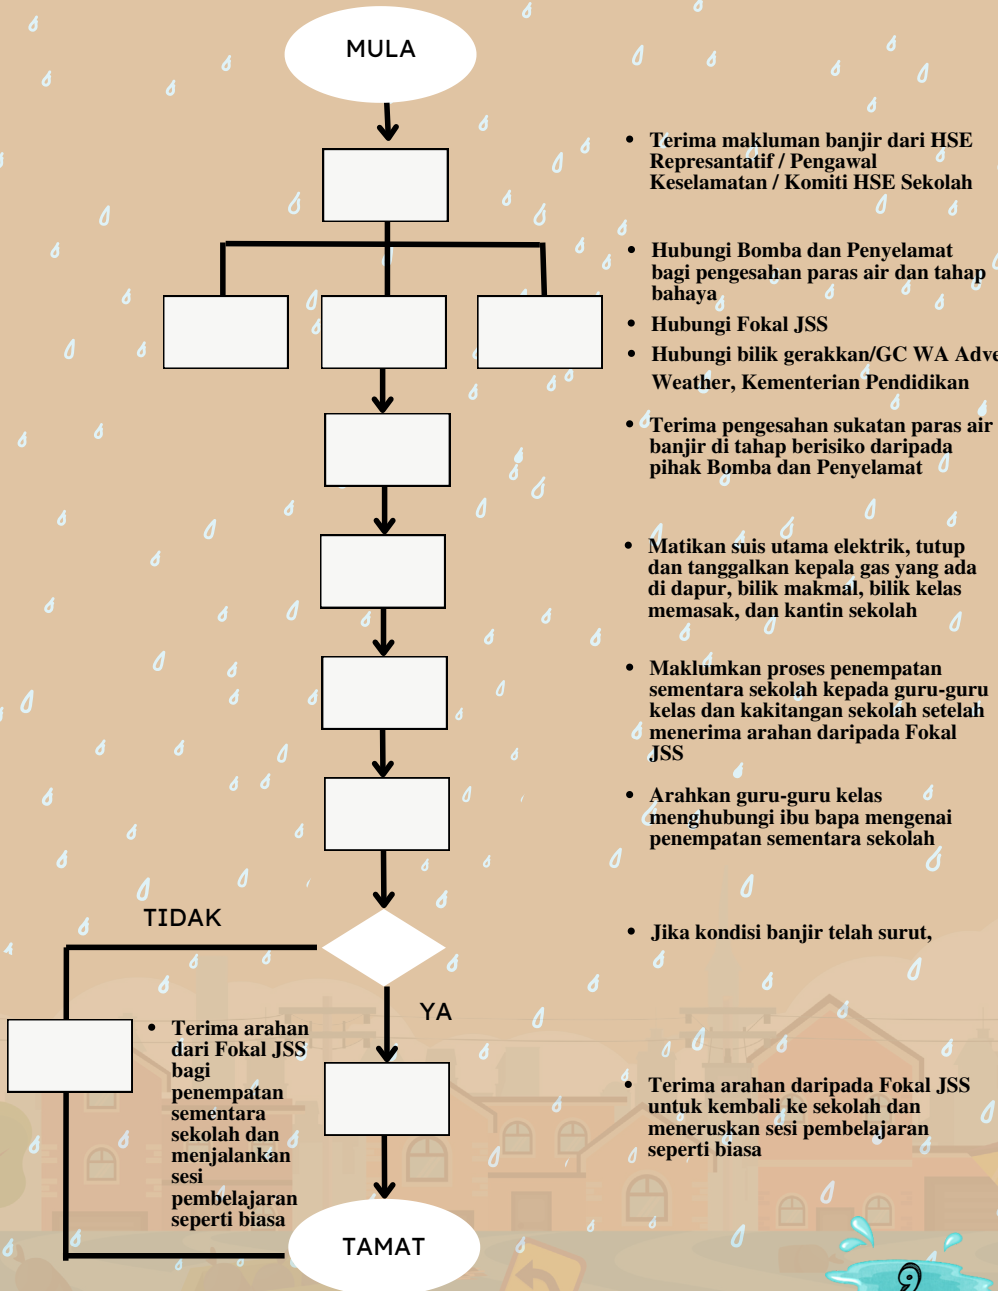 MULA
• Terima makluman banjir dari HSE
Represantatif / Pengawal
Keselamatan / Komiti HSE Sekolah
• Hubungi Bomba dan Penyelamat
bagi pengesahan paras air dan tahap
bahaya
• Hubungi Fokal JSS
• Hubungi bilik gerakkan/GC WA Adve
Weather, Kementerian Pendidikan
• Terima pengesahan sukatan paras air
banjir di tahap berisiko daripada
pihak Bomba dan Penyelamat
• Matikan suis utama elektrik, tutup
dan tanggalkan kepala gas yang ada
di dapur, bilik makmal, bilik kelas
memasak, dan kantin sekolah
• Maklumkan proses penempatan
sementara sekolah kepada guru-guru
kelas dan kakitangan sekolah setelah
menerima arahan daripada Fokal
JSS
• Arahkan guru-guru kelas
menghubungi ibu bapa mengenai
penempatan sementara sekolah
TIDAK
• Jika kondisi banjir telah surut,
YA
• Terima arahan
dari Fokal JSS
bagi
penempatan
sementara
sekolah dan
menjalankan
sesi
pembelajaran
seperti biasa
• Terima arahan daripada Fokal JSS
untuk kembali ke sekolah dan
meneruskan sesi pembelajaran
seperti biasa
TAMAT
9